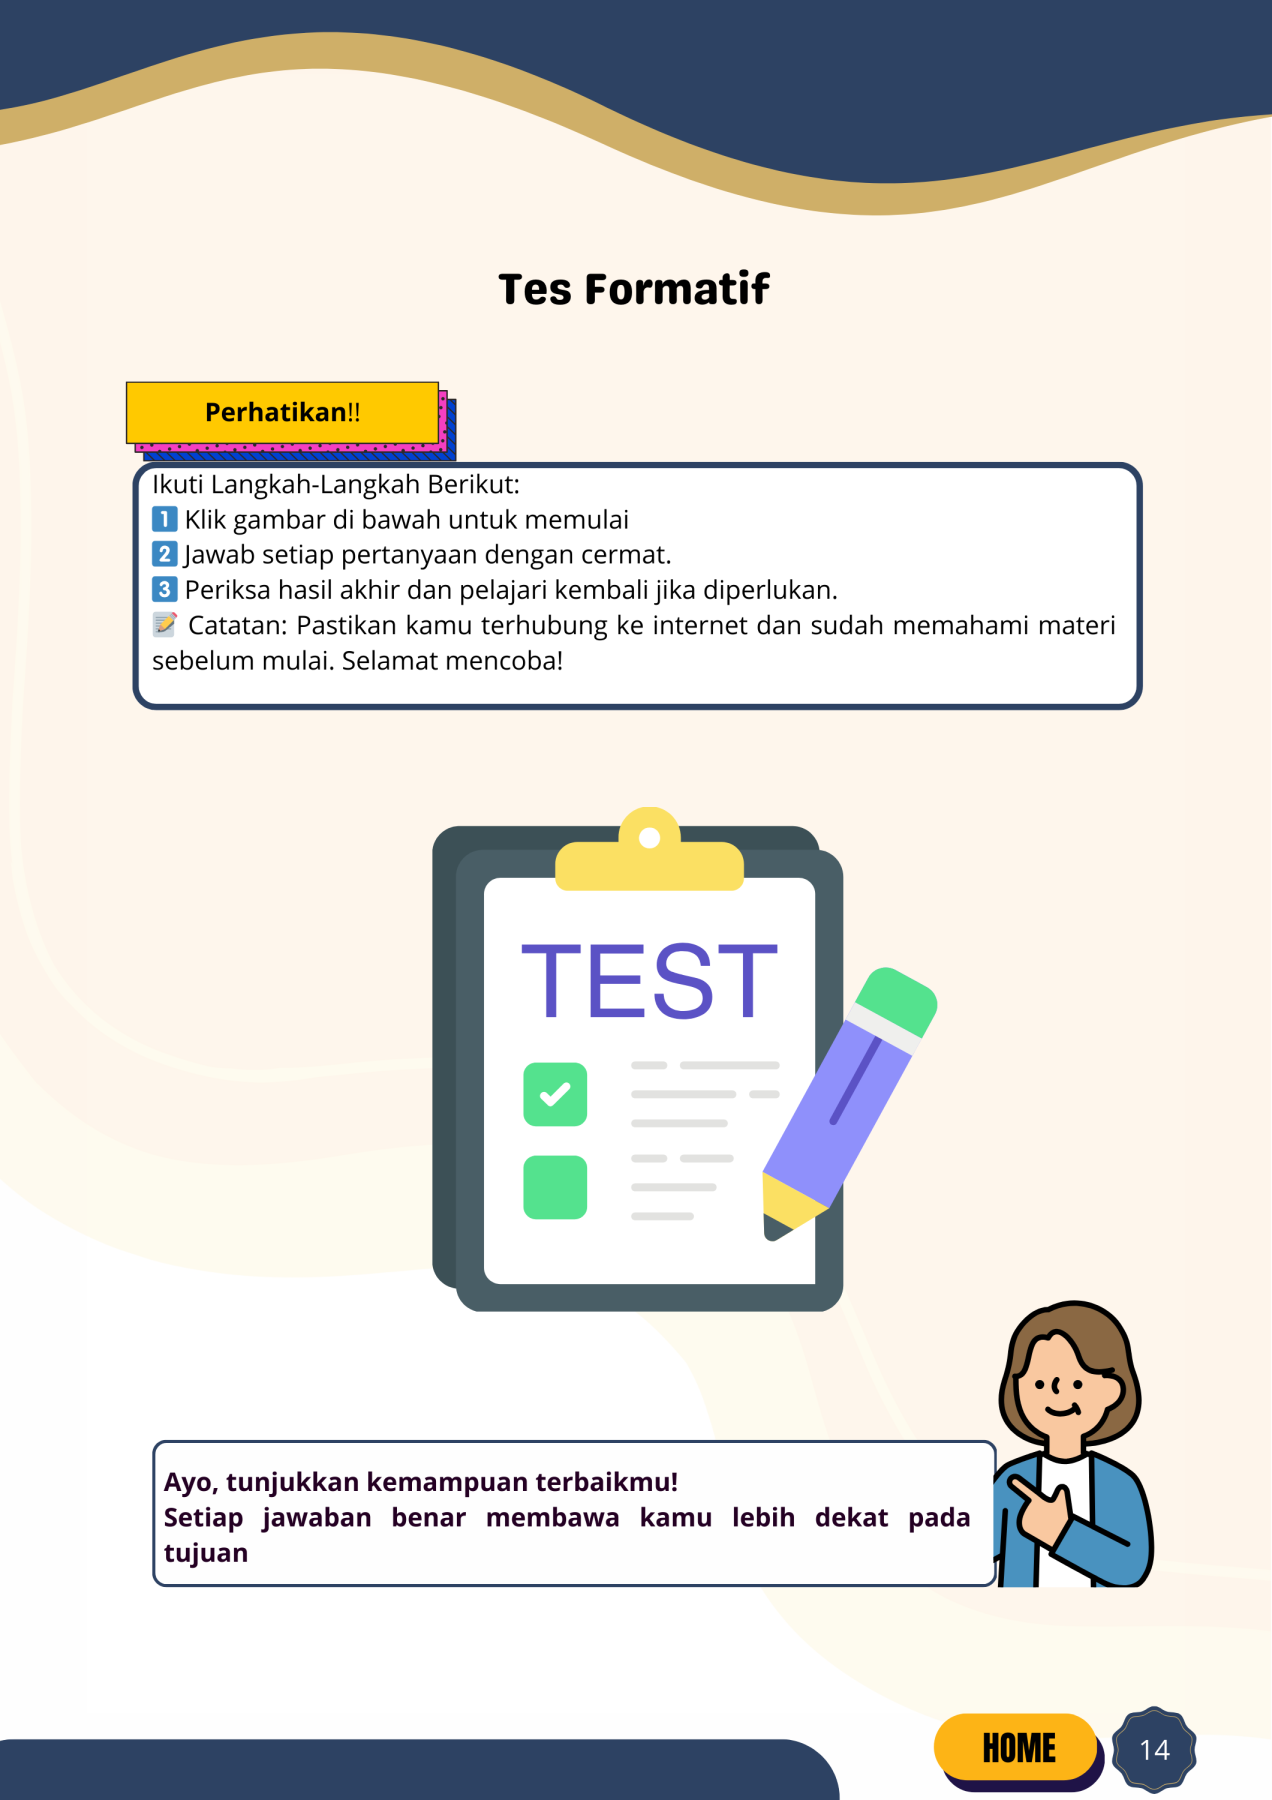 Tes Formatif
Perhatikan!!
Ikuti Langkah-Langkah Berikut:
1 Klik gambar di bawah untuk memulai
2 Jawab setiap pertanyaan dengan cermat.
3 Periksa hasil akhir dan pelajari kembali jika diperlukan.
📝 Catatan: Pastikan kamu terhubung ke internet dan sudah memahami materi
sebelum mulai. Selamat mencoba!
TEST
Ayo, tunjukkan kemampuan terbaikmu!
Setiap jawaban benar membawa kamu lebih dekat pada
tujuan
HOME
14